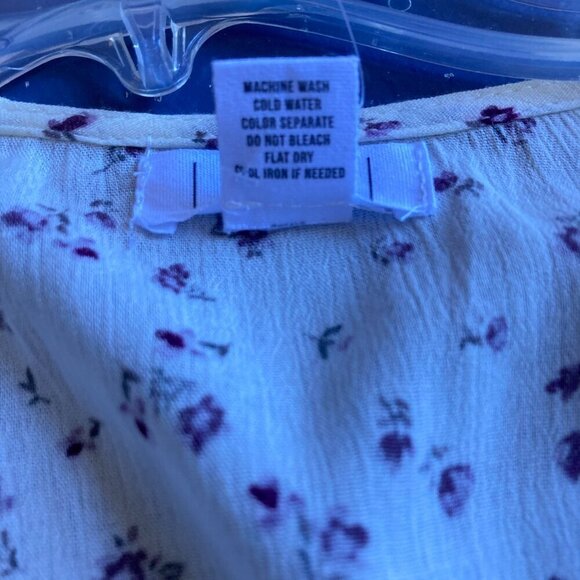 MACHINE WASH
COLD WATER
COLOR SEPARATE
DO NOT BLEACH
FLAT DRY
IRON IF NEEDED